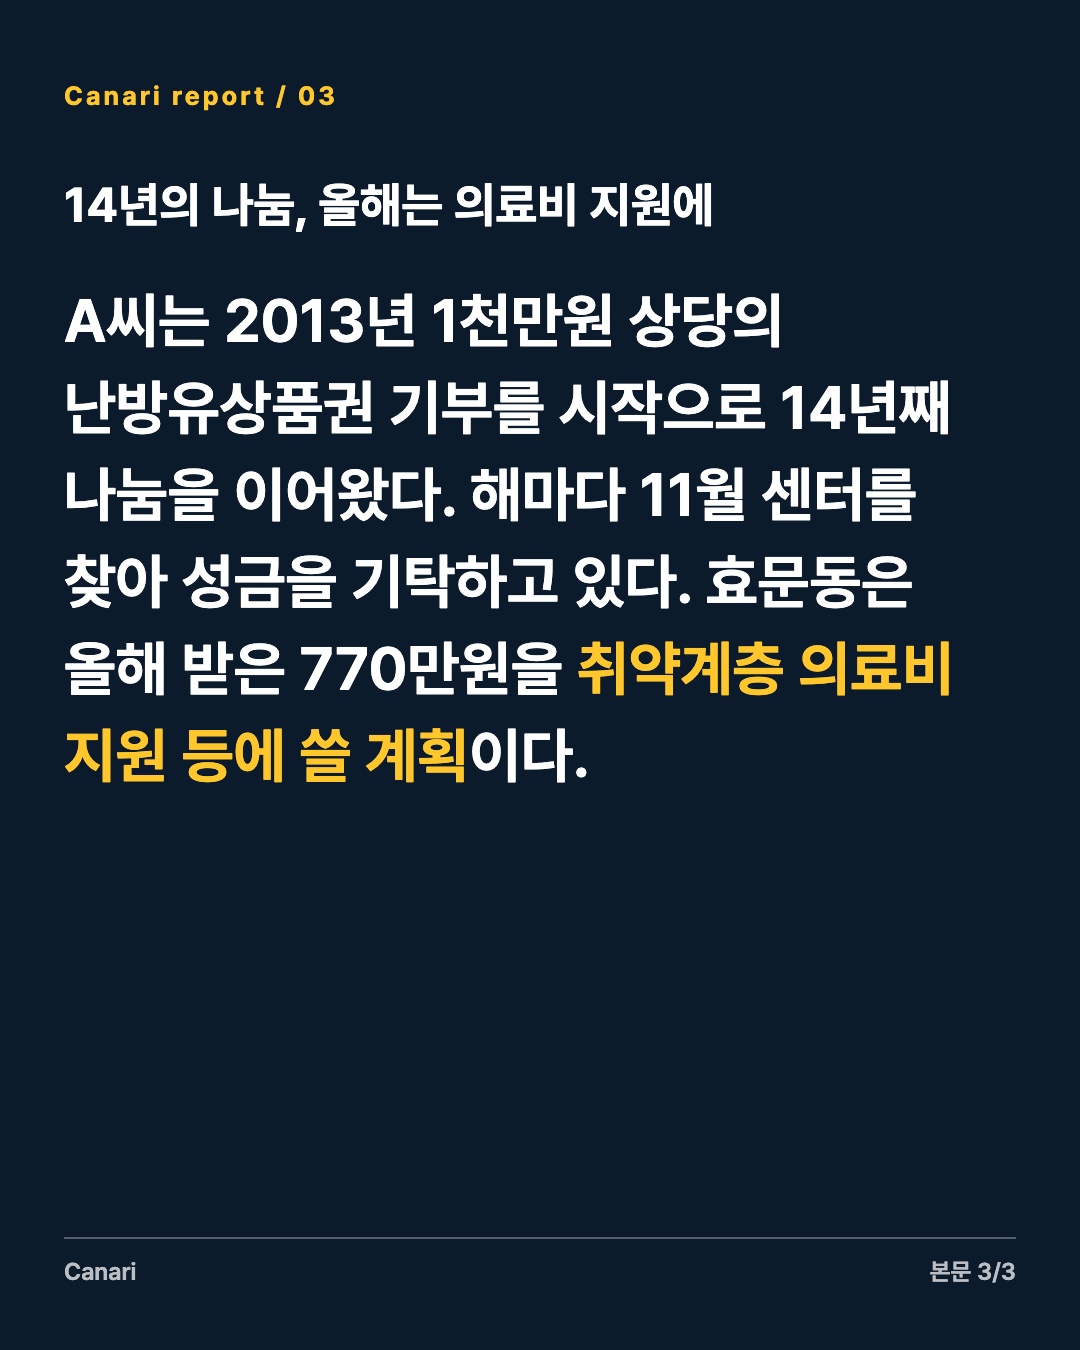 Canari report / 03
14년의 나눔, 올해는 의료비 지원에
A씨는 2013년 1천만원 상당의
난방유상품권 기부를 시작으로 14년째
나눔을 이어왔다. 해마다 11월 센터를
찾아 성금을 기탁하고 있다. 효문동은
올해 받은 770만원을 취약계층 의료비
지원 등에 쓸 계획이다.
Canari
본문 3/3